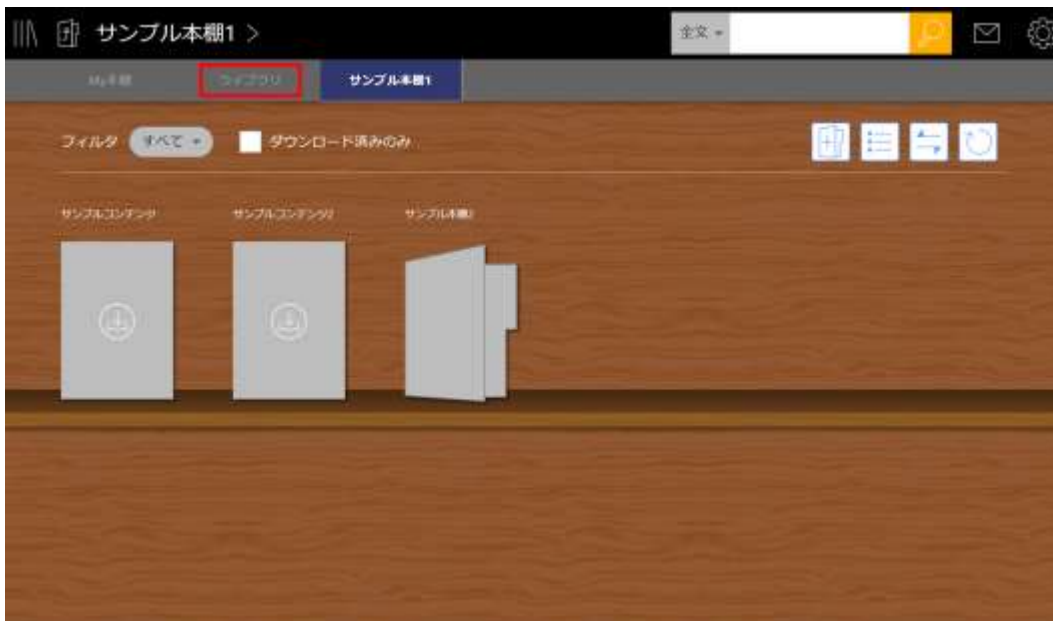 サンプル本棚1 >
全文
My本棚 ライブラリ サンプル本棚1
フィルタ すべて ダウンロード済みのみ
サンプルコンテンツ サンプルコンテンツ2 サンプル本棚2